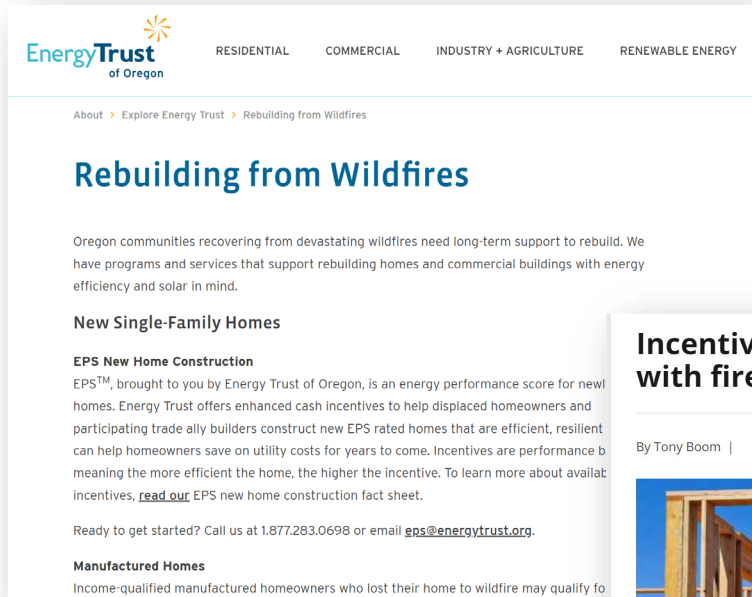 EnergyTrust
of Oregon
RESIDENTIAL COMMERCIAL INDUSTRY + AGRICULTURE RENEWABLE ENERGY
About > Explore Energy Trust > Rebuilding from Wildfires
Rebuilding from Wildfires
Oregon communities recovering from devastating wildfires need long-term support to rebuild. We
have programs and services that support rebuilding homes and commercial buildings with energy
efficiency and solar in mind.
New Single-Family Homes
EPS New Home Construction
EPS™, brought to you by Energy Trust of Oregon, is an energy performance score for newl
homes. Energy Trust offers enhanced cash incentives to help displaced homeowners and
participating trade ally builders construct new EPS rated homes that are efficient, resilient
can help homeowners save on utility costs for years to come. Incentives are performance b
meaning the more efficient the home, the higher the incentive. To learn more about availab
incentives, read our EPS new home construction fact sheet.
Ready to get started? Call us at 1.877.283.0698 or email eps@energytrust.org.
Manufactured Homes
Income-qualified manufactured homeowners who lost their home to wildfire may qualify fo
Incentiv
with fire
By Tony Boom |